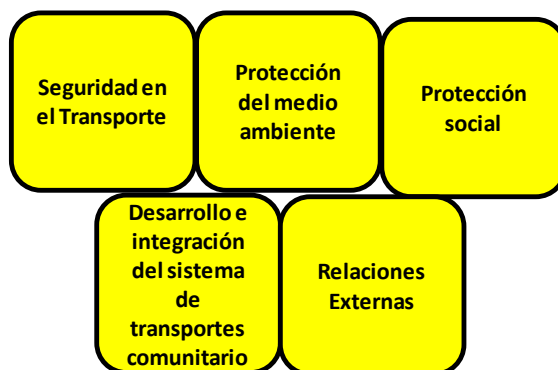 Seguridad en
el Transporte
Protección
del medio
ambiente
Protección
social
Desarrollo e
integración
del sistema
de
transportes
comunitario
Relaciones
Externas